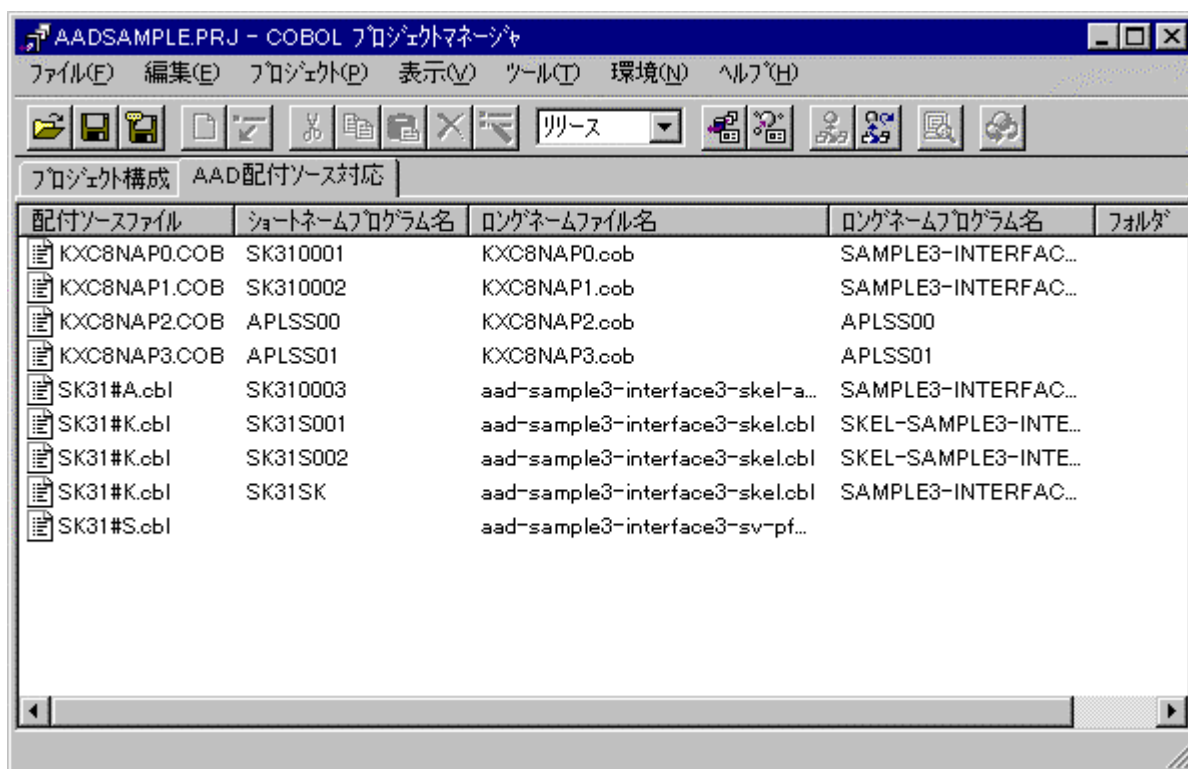 AADSAMPLE.PRJ - COBOL プロジェクトマネージャ
ファイル(F) 編集(E) プロジェクト(P) 表示(V) ツール(T) 環境(N) ヘルプ(H)
リリース
プロジェクト構成 AAD配付ソース対応
配付ソースファイル ショートネームプログラム名 ロングネームファイル名 ロングネームプログラム名 フォルダ
KXC8NAP0.COB SK310001 KXC8NAP0.cob SAMPLE3-INTERFAC...
KXC8NAP1.COB SK310002 KXC8NAP1.cob SAMPLE3-INTERFAC...
KXC8NAP2.COB APLSS00 KXC8NAP2.cob APLSS00
KXC8NAP3.COB APLSS01 KXC8NAP3.cob APLSS01
SK31#A.cbl SK310003 aad-sample3-interface3-skel-a... SAMPLE3-INTERFAC...
SK31#K.cbl SK31S001 aad-sample3-interface3-skel.cbl SKEL-SAMPLE3-INTE...
SK31#K.cbl SK31S002 aad-sample3-interface3-skel.cbl SKEL-SAMPLE3-INTE...
SK31#K.cbl SK31SK aad-sample3-interface3-skel.cbl SAMPLE3-INTERFAC...
SK31#S.cbl aad-sample3-interface3-sv-pf...